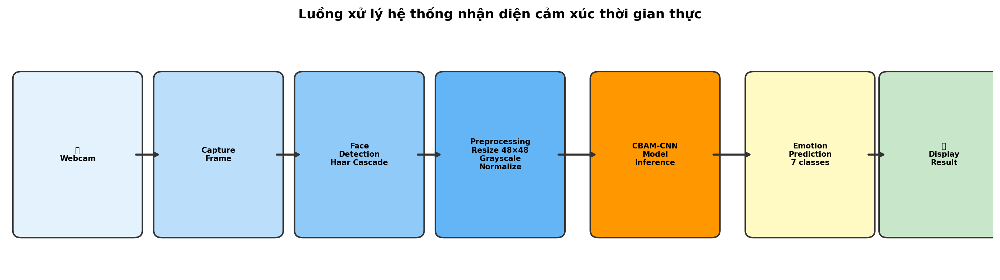 Luồng xử lý hệ thống nhận diện cảm xúc thời gian thực
Webcam
Capture
Frame
Face
Detection
Haar Cascade
Preprocessing
Resize 48×48
Grayscale
Normalize
CBAM-CNN
Model
Inference
Emotion
Prediction
7 classes
Display
Result